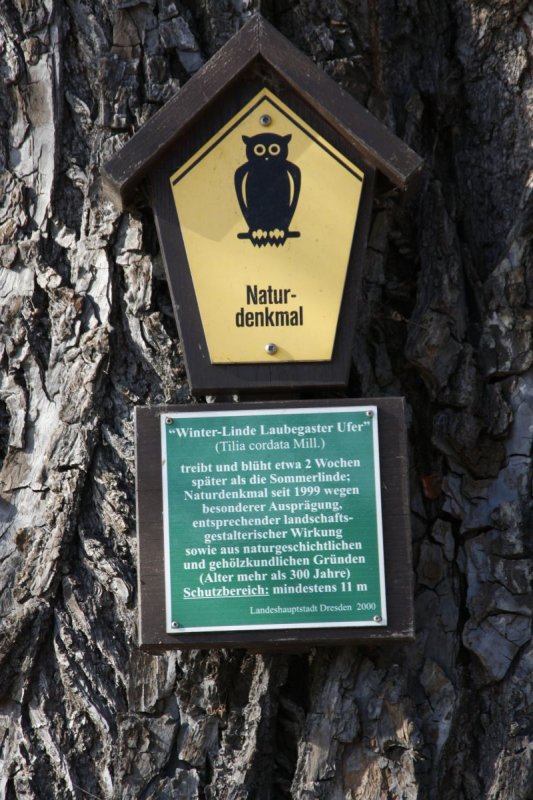 Natur-
denkmal
"Winter-Linde Laubegaster Ufer"
(Tilia cordata Mill.)
treibt und blüht etwa 2 Wochen
später als die Sommerlinde;
Naturdenkmal seit 1999 wegen
besonderer Ausprägung,
entsprechender landschafts-
gestalterischer Wirkung
sowie aus naturgeschichtlichen
und gehölzkundlichen Gründen
(Alter mehr als 300 Jahre)
Schutzbereich: mindestens 11 m
Landeshauptstadt Dresden 2000